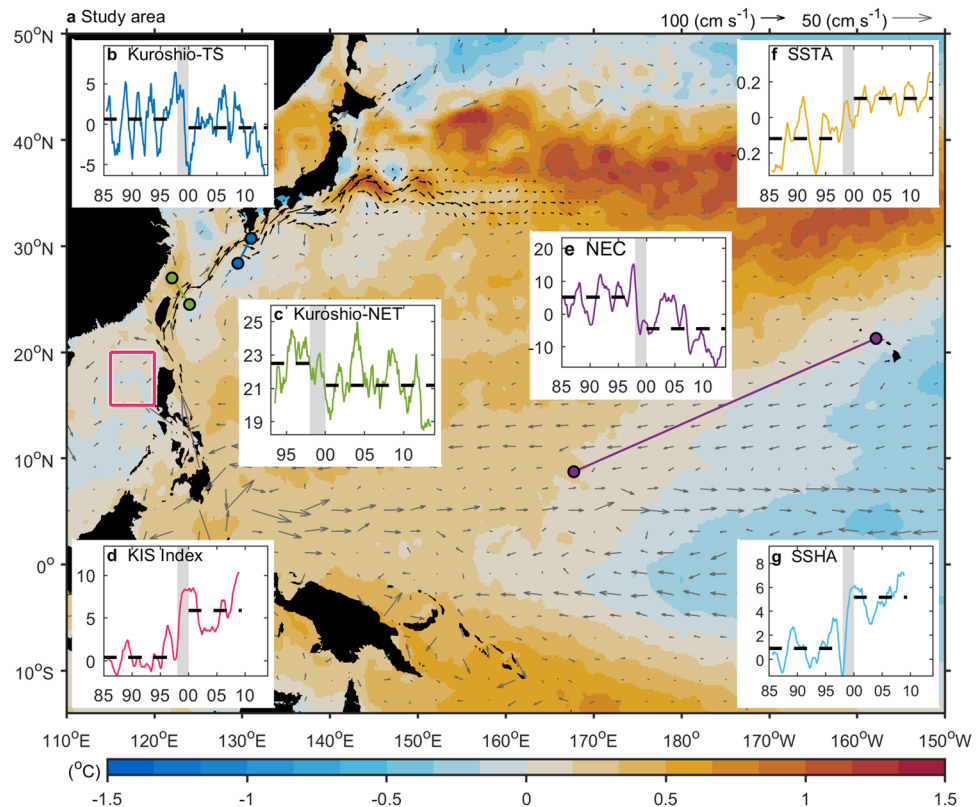 a Study area 100 (cm s⁻¹) 50 (cm s⁻¹)
50°N
40°N
30°N
20°N
10°N
0°
10°S
b Kuroshio-TS
5
0
-5
85 90 95 00 05 10
f SSTA
0.2
0
-0.2
85 90 95 00 05 10
e NEC
20
10
0
-10
85 90 95 00 05 10
c Kuroshio-NET
25
23
21
19
95 00 05 10
d KIS Index
10
5
0
85 90 95 00 05 10
g SSHA
8
6
4
2
0
85 90 95 00 05 10
110°E 120°E 130°E 140°E 150°E 160°E 170°E 180° 170°W 160°W 150°W
(°C)
-1.5 -1 -0.5 0 0.5 1 1.5